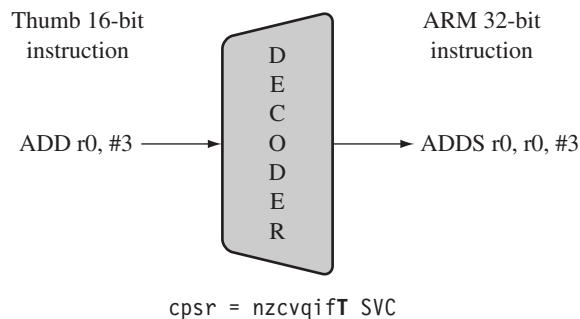 Thumb 16-bit
instruction
ARM 32-bit
instruction
D
E
C
O
D
E
R
ADD r0, #3
ADDS r0, r0, #3
cpsr = nzcvqifT SVC